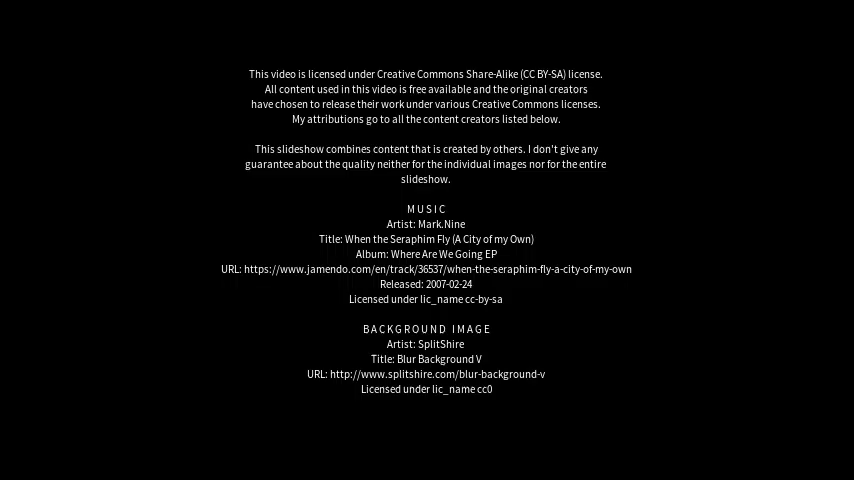 This video is licensed under Creative Commons Share-Alike (CC BY-SA) license.
All content used in this video is free available and the original creators
have chosen to release their work under various Creative Commons licenses.
My attributions go to all the content creators listed below.
This slideshow combines content that is created by others. I don't give any
guarantee about the quality neither for the individual images nor for the entire
slideshow.
MUSIC
Artist: Mark.Nine
Title: When the Seraphim Fly (A City of my Own)
Album: Where Are We Going EP
URL: https://www.jamendo.com/en/track/36537/when-the-seraphim-fly-a-city-of-my-own
Released: 2007-02-24
Licensed under lic_name cc-by-sa
BACKGROUND IMAGE
Artist: SplitShire
Title: Blur Background V
URL: http://www.splitshire.com/blur-background-v
Licensed under lic_name cc0